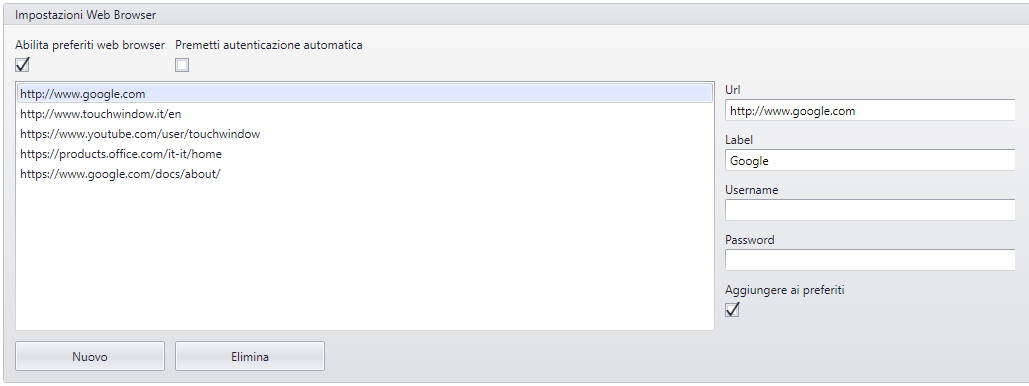 Impostazioni Web Browser
Abilita preferiti web browser
Premetti autenticazione automatica
http://www.google.com
http://www.touchwindow.it/en
https://www.youtube.com/user/touchwindow
https://products.office.com/it-it/home
https://www.google.com/docs/about/
Url
http://www.google.com
Label
Google
Username
Password
Aggiungere ai preferiti
Nuovo
Elimina